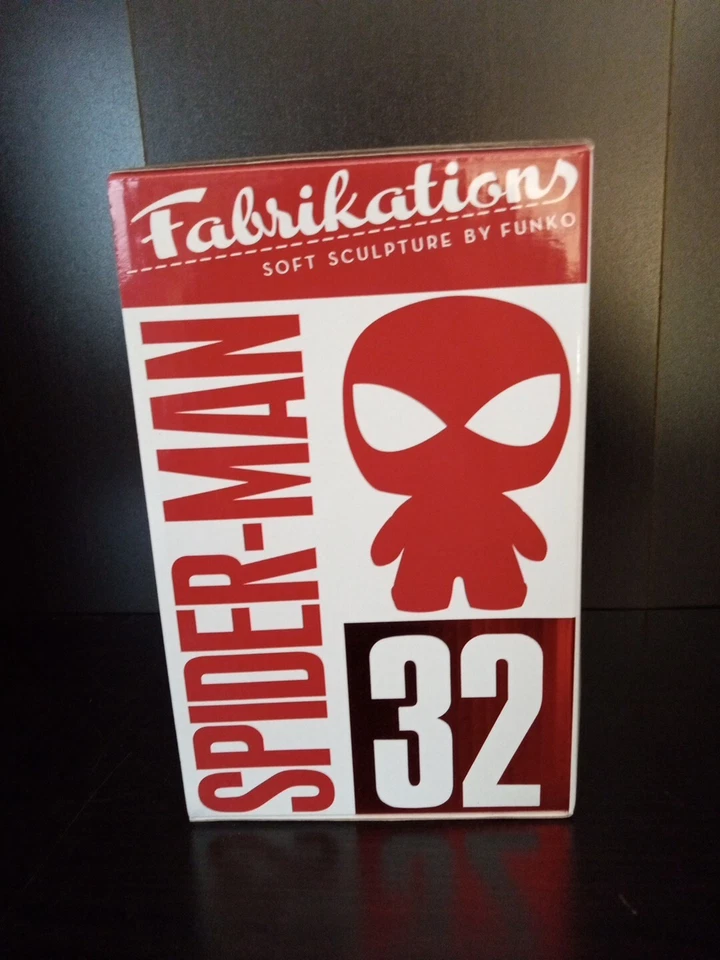 Fabrikations
SOFT SCULPTURE BY FUNKO
SPIDER-MAN
32